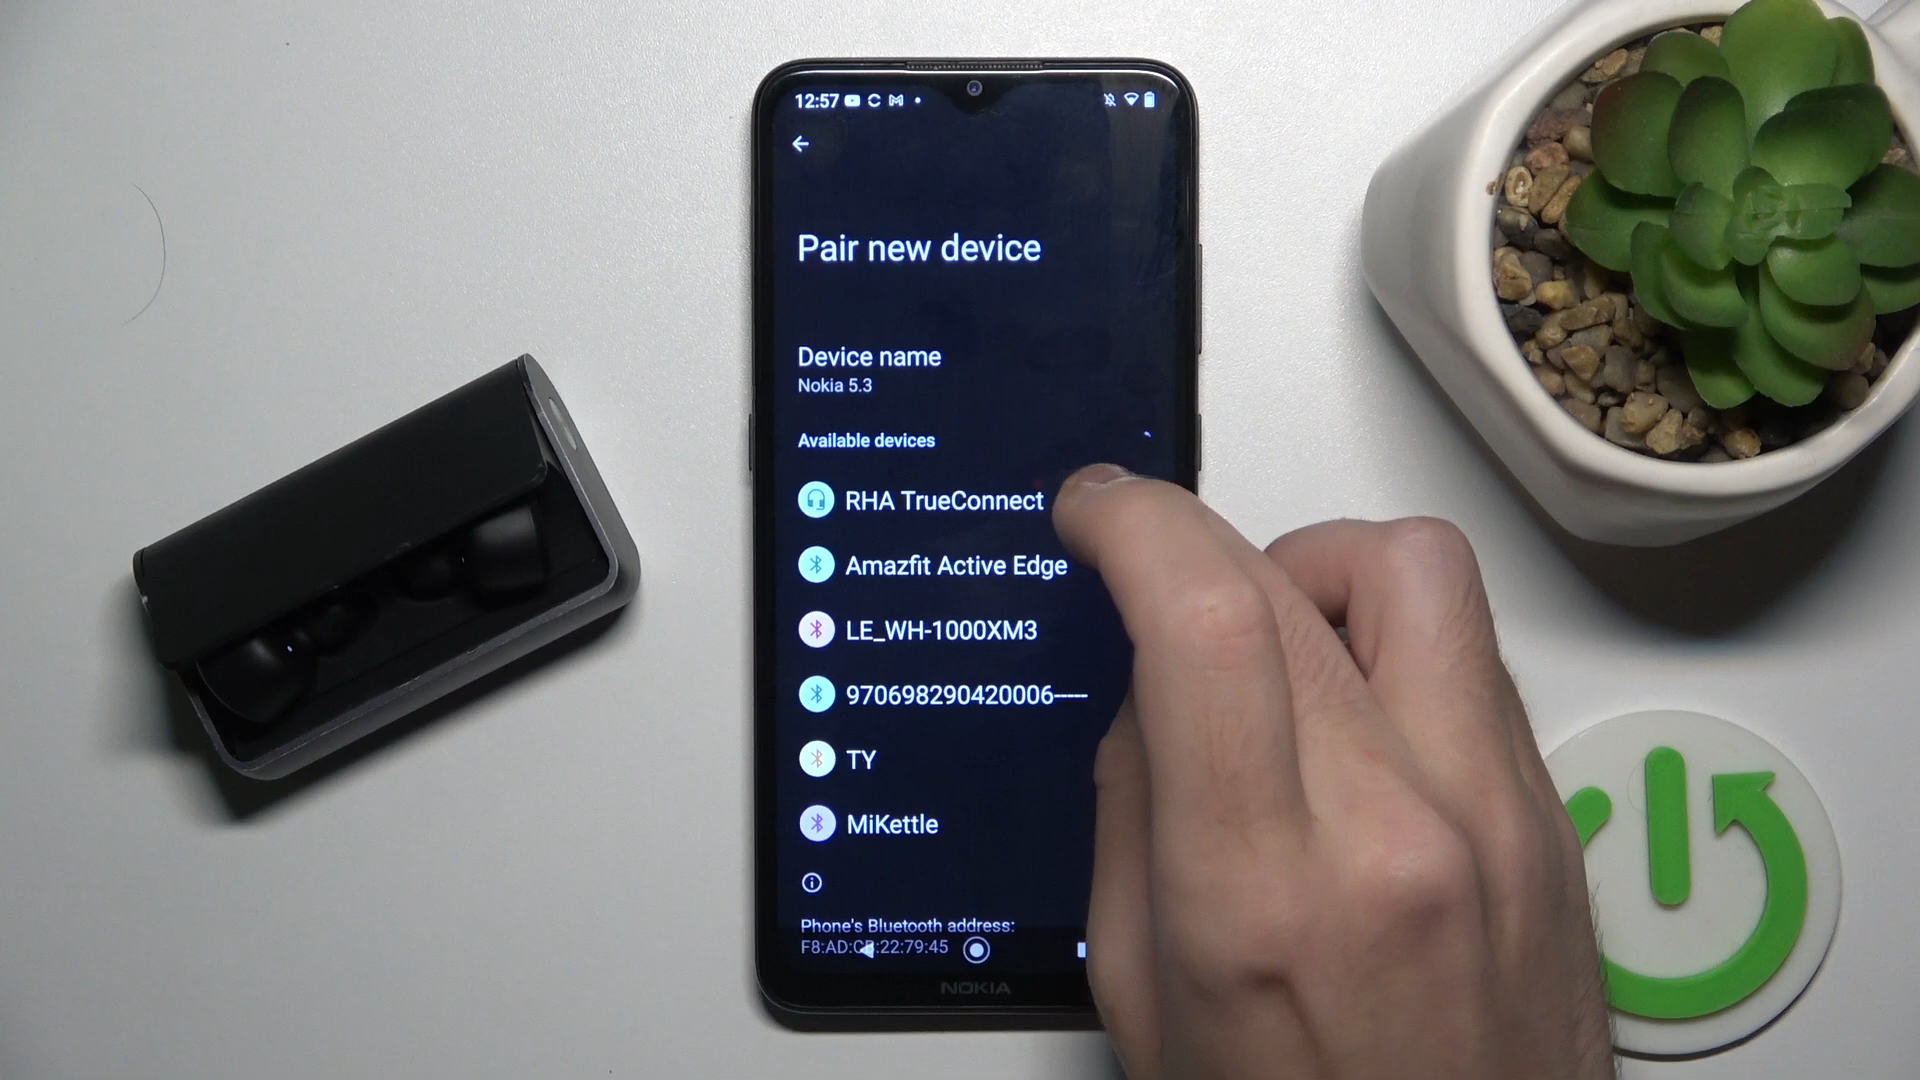 12:57
Pair new device
Device name
Nokia 5.3
Available devices
RHA TrueConnect
Amazfit Active Edge
LE_WH-1000XM3
970698290420006-----
TY
MiKettle
Phone's Bluetooth address:
NOKIA